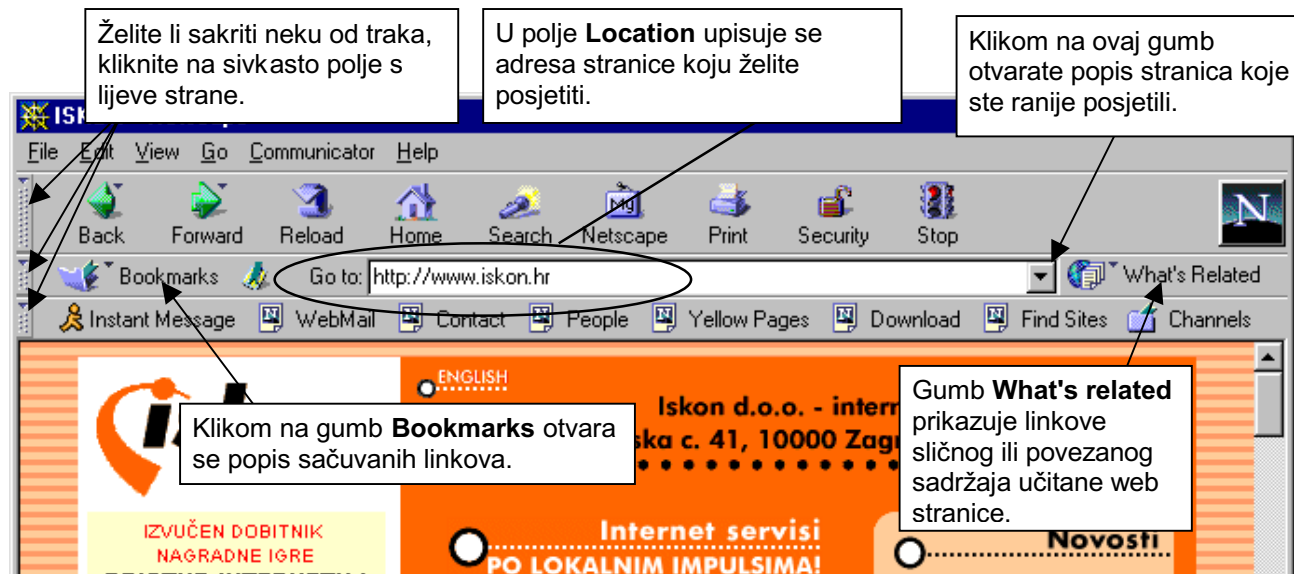 Želite li sakriti neku od traka,
kliknite na sivkasto polje s
lijeve strane.
U polje Location upisuje se
adresa stranice koju želite
posjetiti.
Klikom na ovaj gumb
otvarate popis stranica koje
ste ranije posjetili.
File Edit View Go Communicator Help
Back Forward Reload Home Search Netscape Print Security Stop
Bookmarks Go to: http://www.iskon.hr What's Related
Instant Message WebMail Contact People Yellow Pages Download Find Sites Channels
ENGLISH
Iskon d.o.o. -
c. 41, 10000
Klikom na gumb Bookmarks otvara
se popis sačuvanih linkova.
Gumb What's related
prikazuje linkove
sličnog ili povezanog
sadržaja učitane web
stranice.
IZVUČEN DOBITNIK
NAGRADNE IGRE
Internet servisi
PO LOKALNIM IMPULSIMA!
Novosti